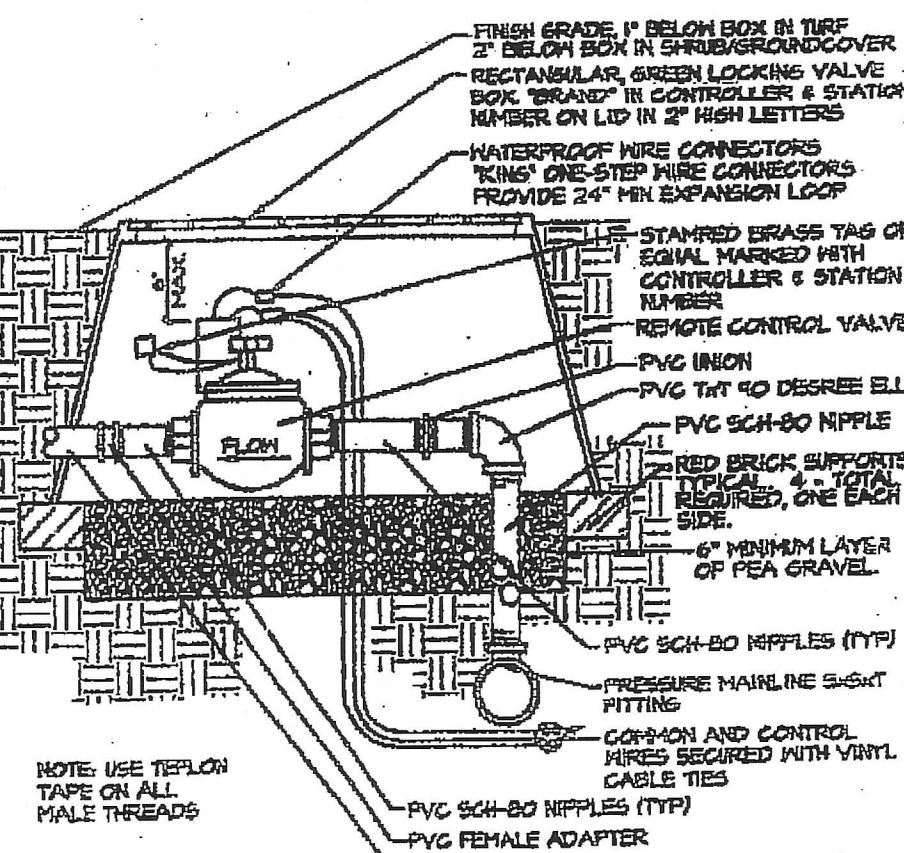 FINISH GRADE, 1" BELOW BOX IN TURF
2" BELOW BOX IN SHRUB/GROUNDCOVER
RECTANGULAR, GREEN LOCKING VALVE
BOX. "BRAND" IN CONTROLLER & STATION
NUMBER ON LID IN 2" HIGH LETTERS
WATERPROOF WIRE CONNECTORS
"KING" ONE-STEP WIRE CONNECTORS
PROVIDE 24" MIN EXPANSION LOOP
6"
MAX.
STAMPED BRASS TAG OR
EQUAL MARKED WITH
CONTROLLER & STATION
NUMBER
REMOTE CONTROL VALVE
PVC UNION
PVC TxT 90 DEGREE ELL
PVC SCH-80 NIPPLE
FLOW
RED BRICK SUPPORTS
TYPICAL. 4 - TOTAL
REQUIRED, ONE EACH
SIDE.
6" MINIMUM LAYER
OF PEA GRAVEL.
PVC SCH-80 NIPPLES (TYP)
PRESSURE MAINLINE SxSxT
FITTING
COMMON AND CONTROL
WIRES SECURED WITH VINYL
CABLE TIES
NOTE: USE TEFLON
TAPE ON ALL
MALE THREADS
PVC SCH-80 NIPPLES (TYP)
PVC FEMALE ADAPTER